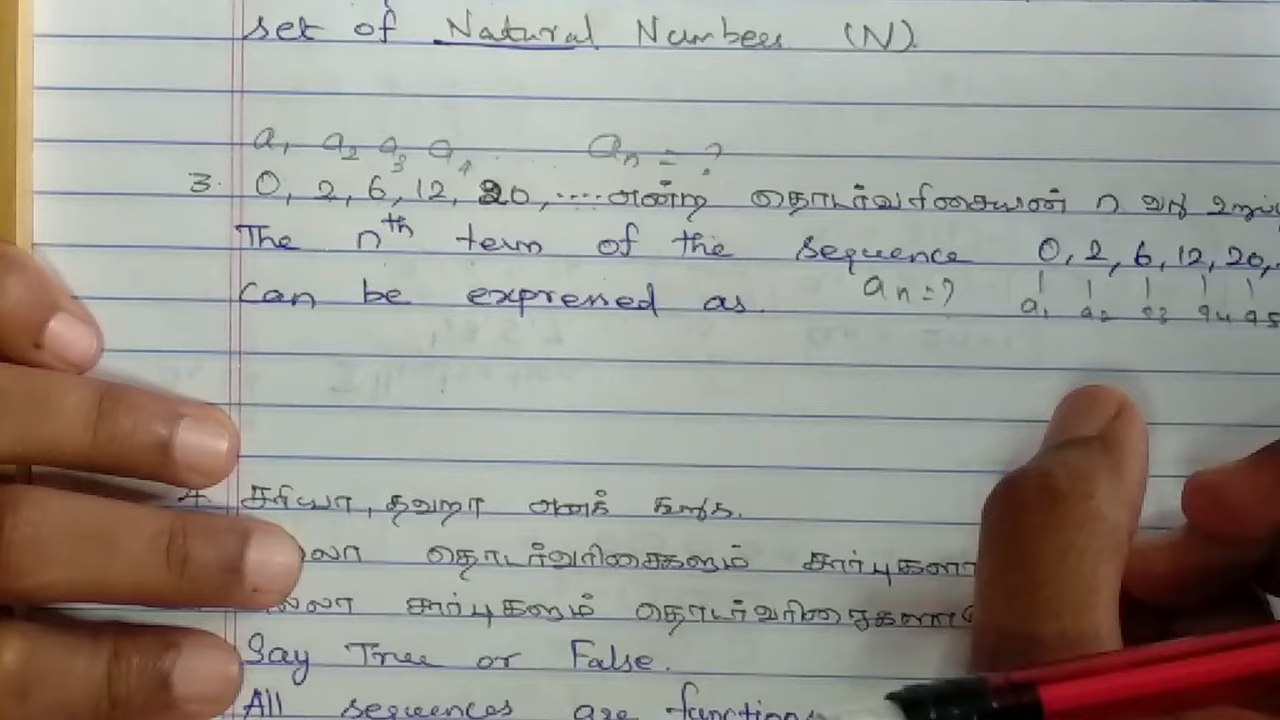 set of Natural Numbers (N).
a1 a2 a3 a4 an = ?
3. 0, 2, 6, 12, 20, .... என்ற தொடர்வரிசையின் n வது உறுப்
The nth term of the sequence 0, 2, 6, 12, 20,
can be expressed as. an = ? a1 a2 a3 a4 a5
4. சரியா, தவறா எனக் கூறுக.
லா தொடர்வரிசைகளும் சார்புகளா
ல்லா சார்புகளும் தொடர்வரிசைகளா
Say True or False.
All sequences are functions